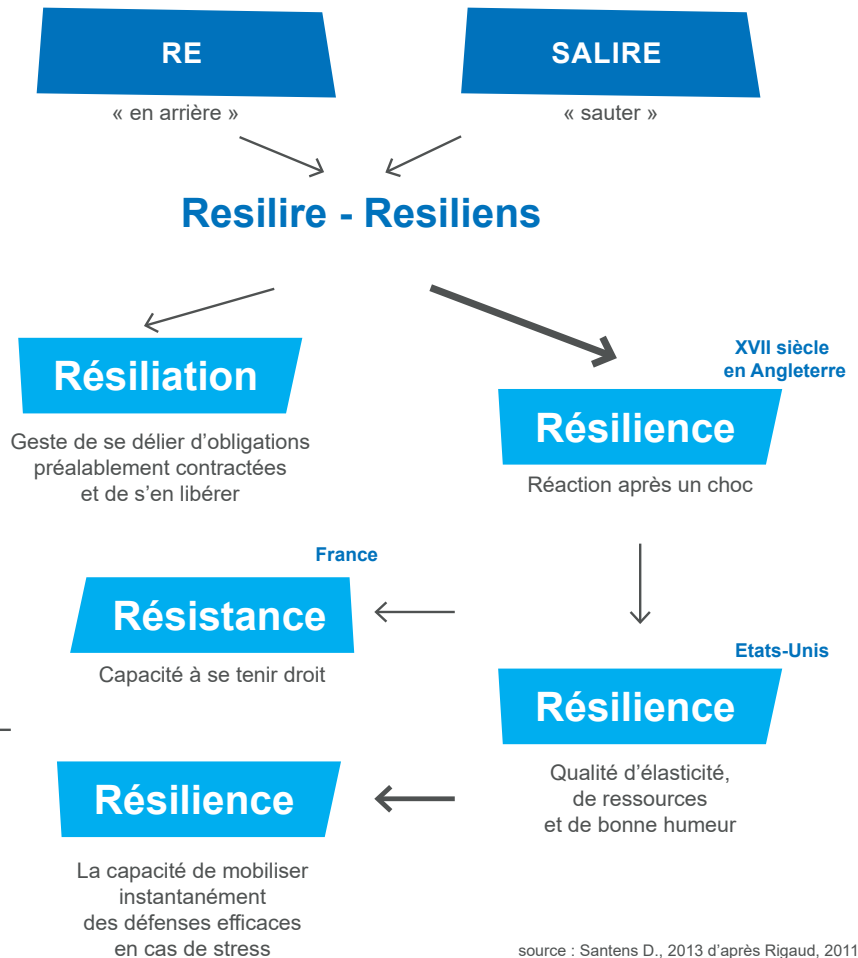 RE
SALIRE
« en arrière »
« sauter »
Resilire - Resiliens
Résiliation
Geste de se délier d’obligations
préalablement contractées
et de s’en libérer
XVII siècle
en Angleterre
Résilience
Réaction après un choc
France
Résistance
Capacité à se tenir droit
Etats-Unis
Résilience
Qualité d’élasticité,
de ressources
et de bonne humeur
Résilience
La capacité de mobiliser
instantanément
des défenses efficaces
en cas de stress
source : Santens D., 2013 d’après Rigaud, 2011